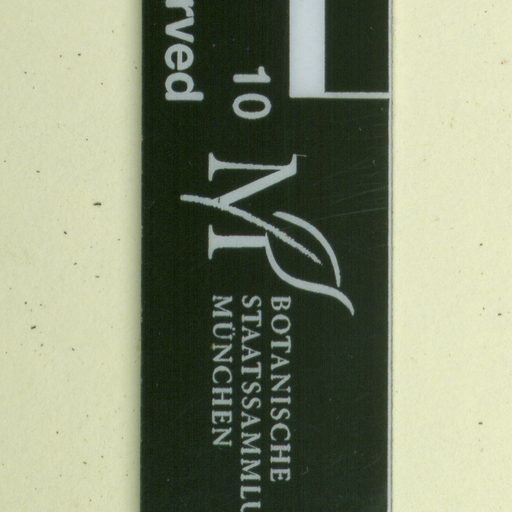 10
rved
BOTANISCHE
STAATSSAMMLU
MÜNCHEN